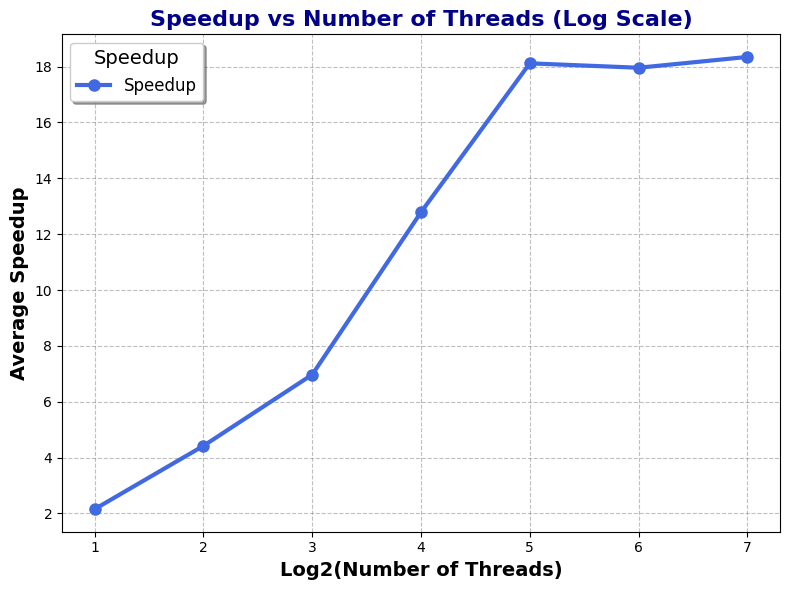 Speedup vs Number of Threads (Log Scale)
Speedup
Speedup
Average Speedup
18
16
14
12
10
8
6
4
2
1 2 3 4 5 6 7
Log2(Number of Threads)